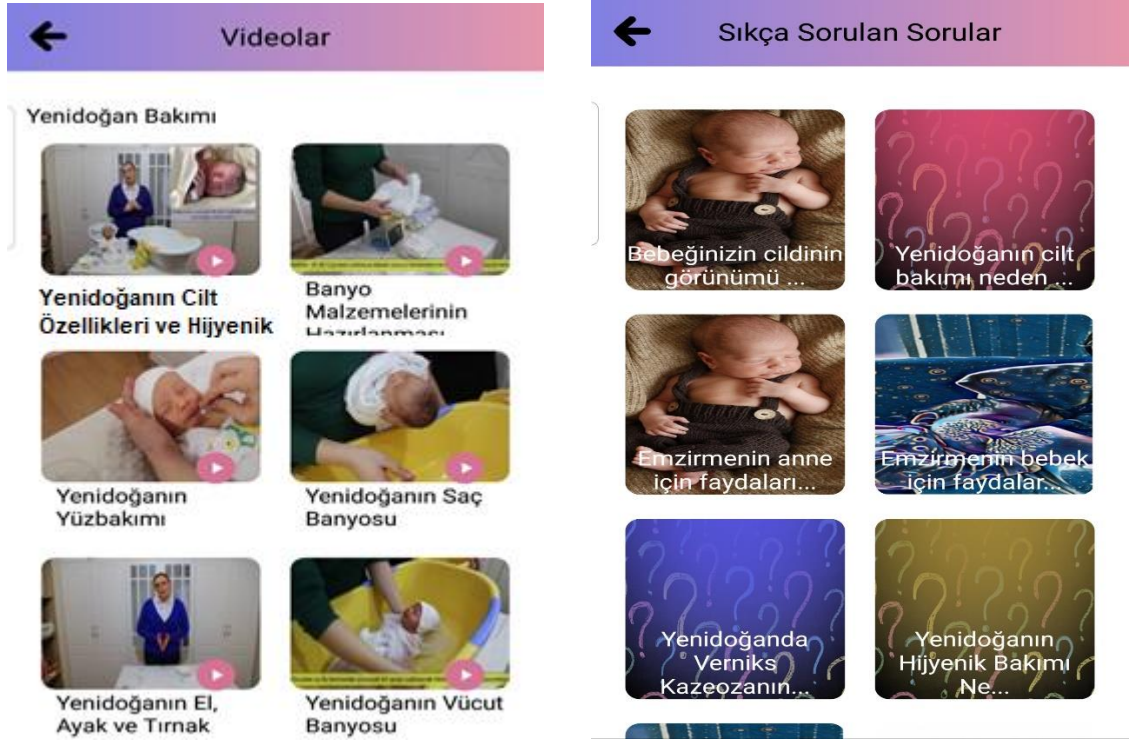 Videolar
Yenidoğan Bakımı
Yenidoğanın Cilt
Özellikleri ve Hijyenik
Banyo
Malzemelerinin
Hazırlanması
Yenidoğanın
Yüzbakımı
Yenidoğanın Saç
Banyosu
Yenidoğanın El,
Ayak ve Tırnak
Yenidoğanın Vücut
Banyosu
Sıkça Sorulan Sorular
Bebeğinizin cildinin
görünümü ...
Yenidoğanın cilt
bakımı neden ...
Emzirmenin anne
için faydaları...
Emzirmenin bebek
için faydalar...
Yenidoğanda
Verniks
Kazeozanın...
Yenidoğanın
Hijyenik Bakımı
Ne...